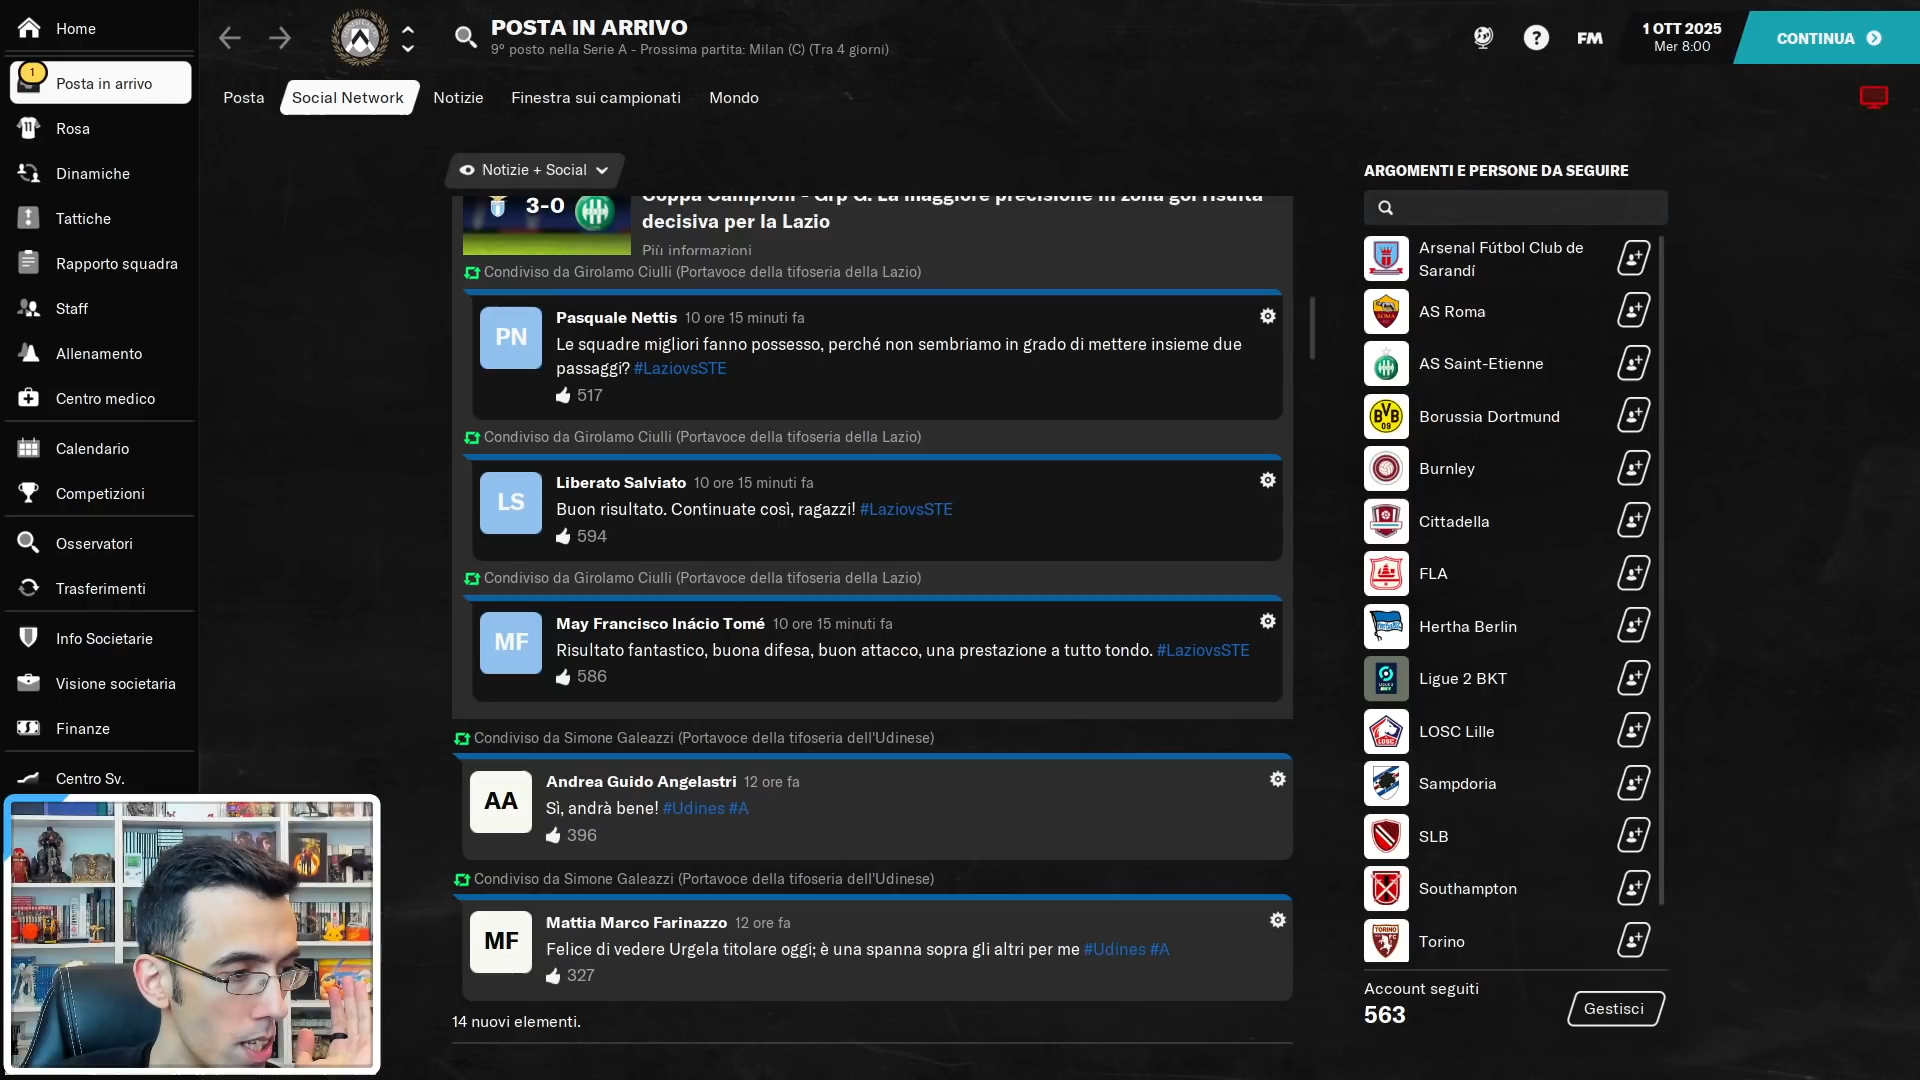 Home
1
Posta in arrivo
Rosa
Dinamiche
Tattiche
Rapporto squadra
Staff
Allenamento
Centro medico
Calendario
Competizioni
Osservatori
Trasferimenti
Info Societarie
Visione societaria
Finanze
Centro Sv.
POSTA IN ARRIVO
9º posto nella Serie A - Prossima partita: Milan (C) (Tra 4 giorni)
?
FM
1 OTT 2025
Mer 8:00
CONTINUA
Posta
Social Network
Notizie
Finestra sui campionati
Mondo
Notizie + Social
3-0
Coppa Campioni - Grp G: La maggiore precisione in zona gol risulta
decisiva per la Lazio
Più informazioni
Condiviso da Girolamo Ciulli (Portavoce della tifoseria della Lazio)
PN
Pasquale Nettis 10 ore 15 minuti fa
Le squadre migliori fanno possesso, perché non sembriamo in grado di mettere insieme due
passaggi? #LaziovsSTE
517
Condiviso da Girolamo Ciulli (Portavoce della tifoseria della Lazio)
LS
Liberato Salviato 10 ore 15 minuti fa
Buon risultato. Continuate così, ragazzi! #LaziovsSTE
594
Condiviso da Girolamo Ciulli (Portavoce della tifoseria della Lazio)
MF
May Francisco Inácio Tomé 10 ore 15 minuti fa
Risultato fantastico, buona difesa, buon attacco, una prestazione a tutto tondo. #LaziovsSTE
586
Condiviso da Simone Galeazzi (Portavoce della tifoseria dell'Udinese)
AA
Andrea Guido Angelastri 12 ore fa
Sì, andrà bene! #Udines #A
396
Condiviso da Simone Galeazzi (Portavoce della tifoseria dell'Udinese)
MF
Mattia Marco Farinazzo 12 ore fa
Felice di vedere Urgela titolare oggi; è una spanna sopra gli altri per me #Udines #A
327
14 nuovi elementi.
ARGOMENTI E PERSONE DA SEGUIRE
Arsenal Fútbol Club de
Sarandí
AS Roma
AS Saint-Etienne
Borussia Dortmund
Burnley
Cittadella
FLA
Hertha Berlin
Ligue 2 BKT
LOSC Lille
Sampdoria
SLB
Southampton
Torino
Account seguiti
563
Gestisci